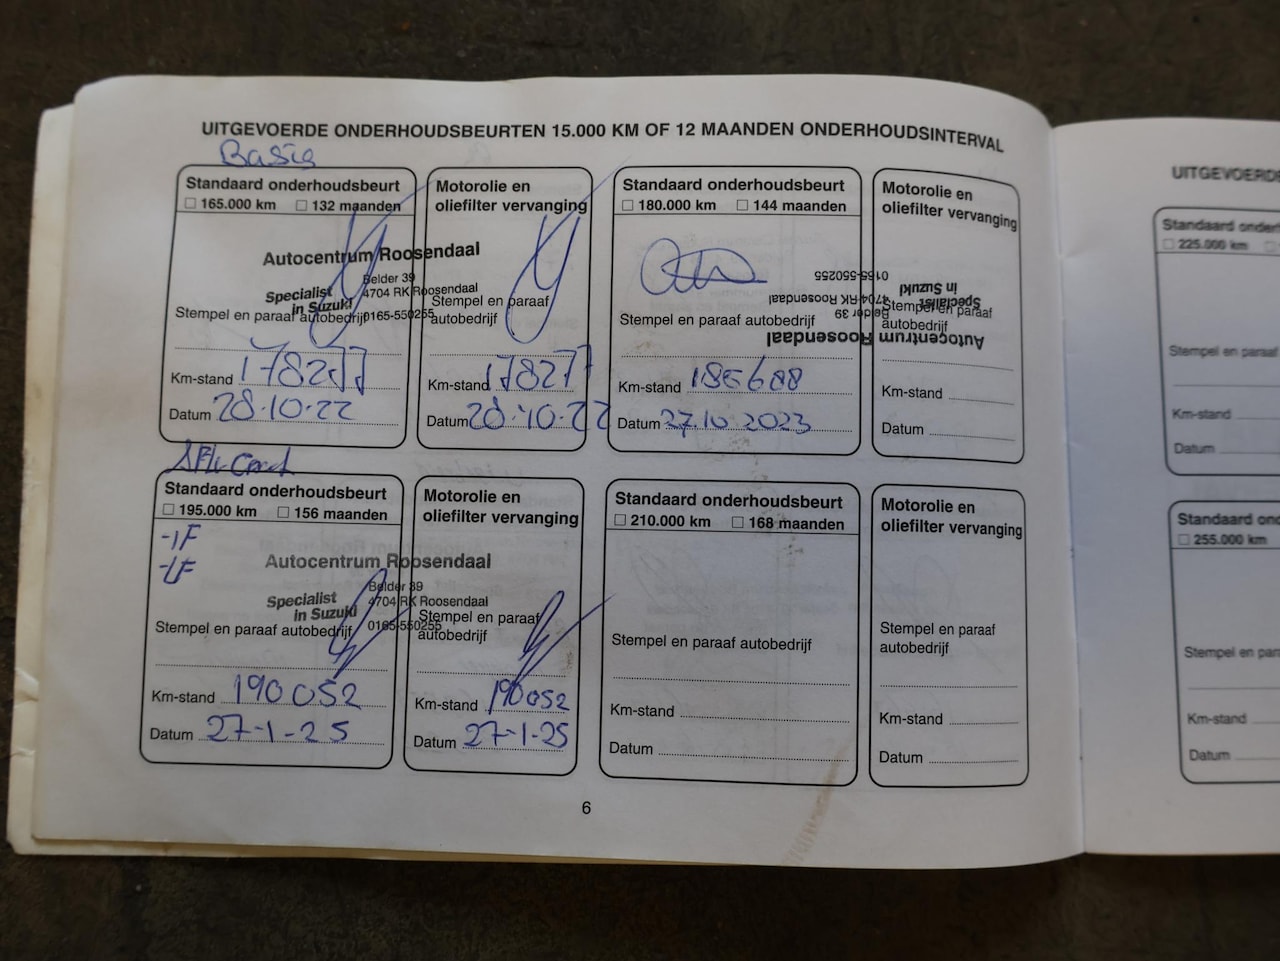 UITGEVOERDE ONDERHOUDSBEURTEN 15.000 KM OF 12 MAANDEN ONDERHOUDSINTERVAL
Basis
Standaard onderhoudsbeurt
165.000 km 132 maanden
Autocentrum Roosendaal
Belder 39
4704 RK Roosendaal
Specialist
in Suzuki
0165-550255
Stempel en paraaf autobedrijf
Km-stand 178277
Datum 28.10.22
Motorolie en
oliefilter vervanging
Stempel en paraaf
autobedrijf
Km-stand 178277
Datum 28.10.22
Standaard onderhoudsbeurt
180.000 km 144 maanden
Stempel en paraaf autobedrijf
Autocentrum Roosendaal
Belder 39
4704 RK Roosendaal
Specialist
in Suzuki
0165-550255
Km-stand
Datum 27.10 2023
Motorolie en
oliefilter vervanging
Stempel en paraaf
autobedrijf
Km-stand
Datum
Standaard onderhoudsbeurt
195.000 km 156 maanden
-IF
-LF
Autocentrum Roosendaal
Belder 39
4704 RK Roosendaal
Specialist
in Suzuki
0165-550255
Stempel en paraaf autobedrijf
Km-stand 190052
Datum 27-1-25
Motorolie en
oliefilter vervanging
Stempel en paraaf
autobedrijf
Km-stand 190052
Datum 27-1-25
Standaard onderhoudsbeurt
210.000 km 168 maanden
Stempel en paraaf autobedrijf
Km-stand
Datum
Motorolie en
oliefilter vervanging
Stempel en paraaf
autobedrijf
Km-stand
Datum
6
UITGEVOERDE
Standaard onderh
225.000 km
Stempel en paraaf
Km-stand
Datum
Standaard ond
255.000 km
Stempel en para
Km-stand
Datum